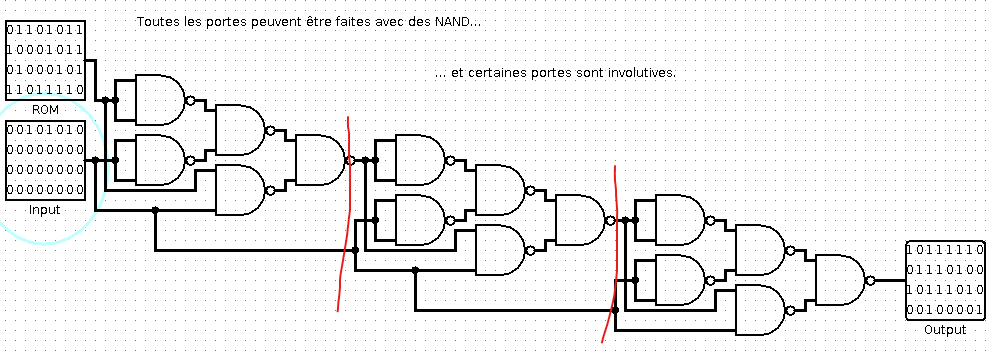 Toutes les portes peuvent être faites avec des NAND...
... et certaines portes sont involutives.
01101011
10001011
01000101
11011110
ROM
00101010
00000000
00000000
00000000
Input
10111110
01110100
10111010
00100001
Output